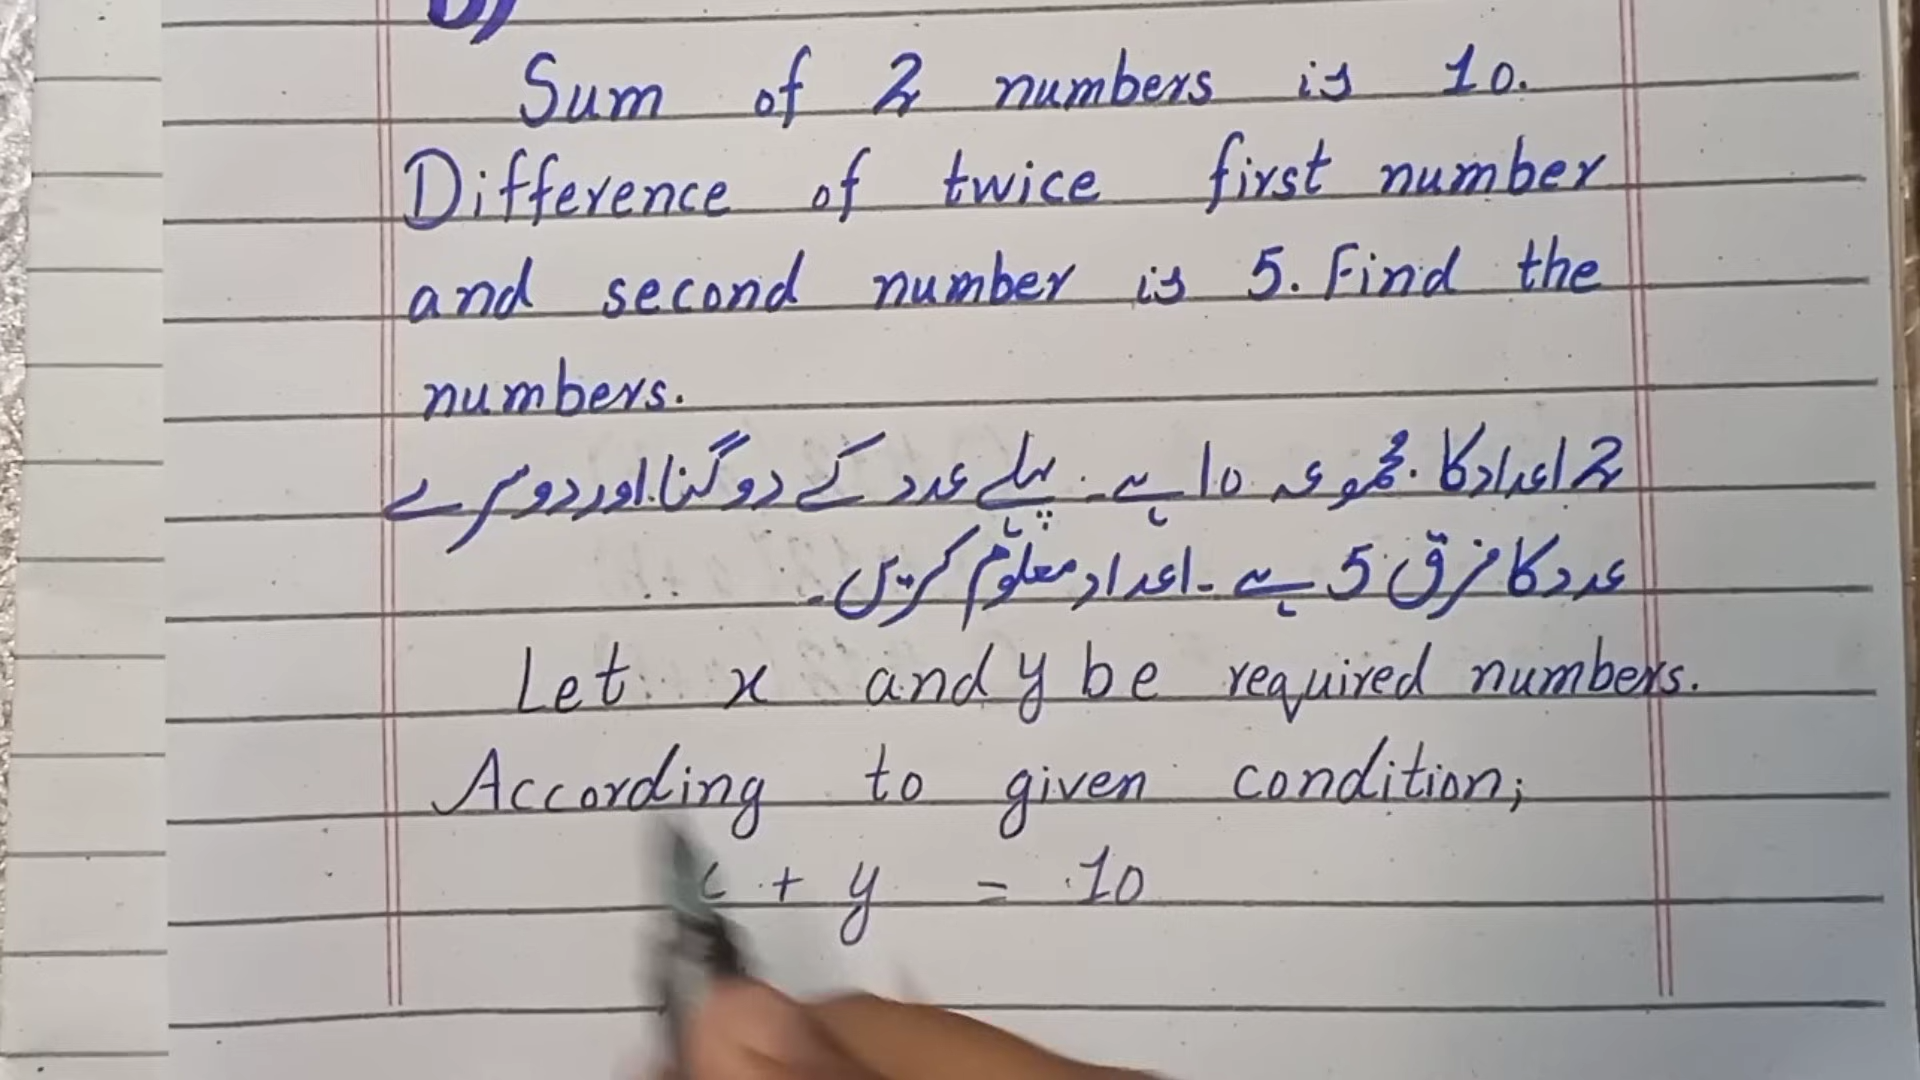 Sum of 2 numbers is 10.
Difference of twice first number
and second number is 5. Find the
numbers.
2 اعداد کا مجموعہ 10 ہے۔ پہلے عدد کے دوگنا اور دوسرے
عدد کا فرق 5 ہے۔ اعداد معلوم کریں۔
Let x and y be required numbers.
According to given condition;
x + y = 10